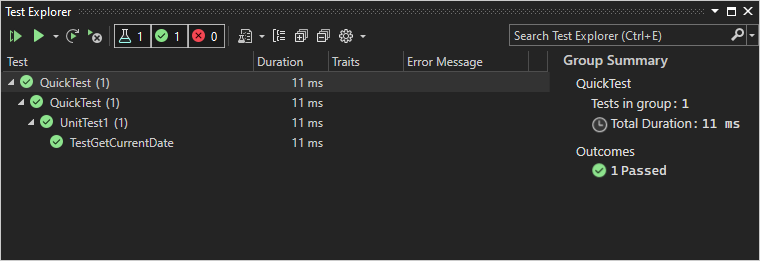 Test Explorer
1 1 0
Search Test Explorer (Ctrl+E)
Test Duration Traits Error Message
QuickTest (1) 11 ms
QuickTest (1) 11 ms
UnitTest1 (1) 11 ms
TestGetCurrentDate 11 ms
Group Summary
QuickTest
Tests in group: 1
Total Duration: 11 ms
Outcomes
1 Passed